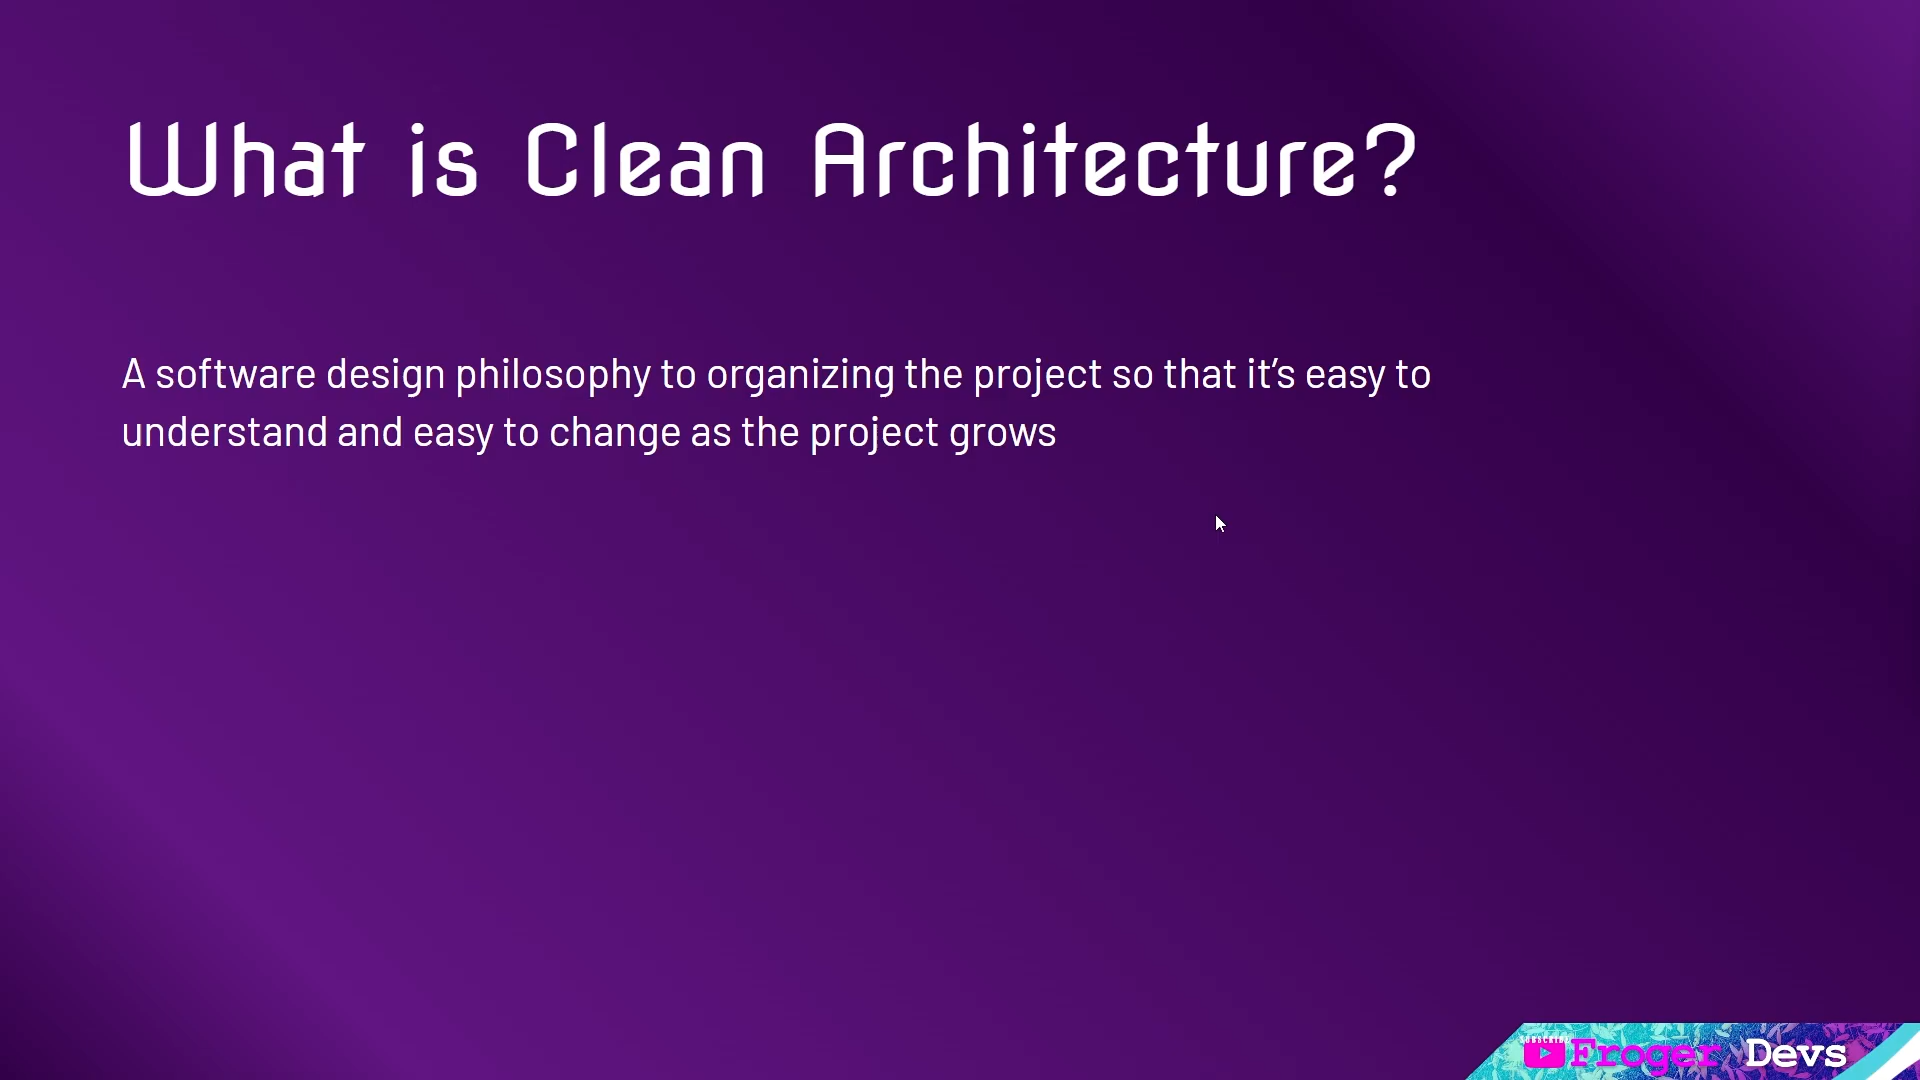 What is Clean Architecture?
A software design philosophy to organizing the project so that it’s easy to
understand and easy to change as the project grows
SUBSCRIBE
Froger Devs